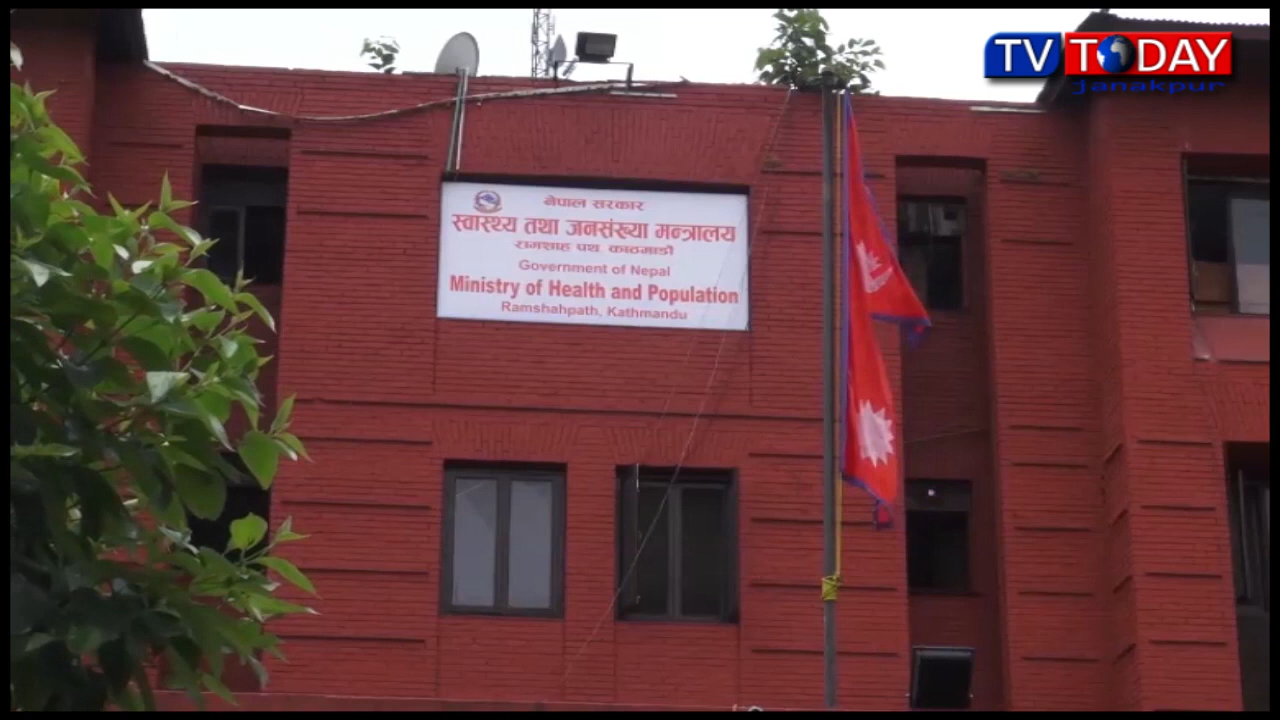 TV TODAY
Janakpur
नेपाल सरकार
स्वास्थ्य तथा जनसंख्या मन्त्रालय
रामशाह पथ, काठमाडौं
Government of Nepal
Ministry of Health and Population
Ramshahpath, Kathmandu